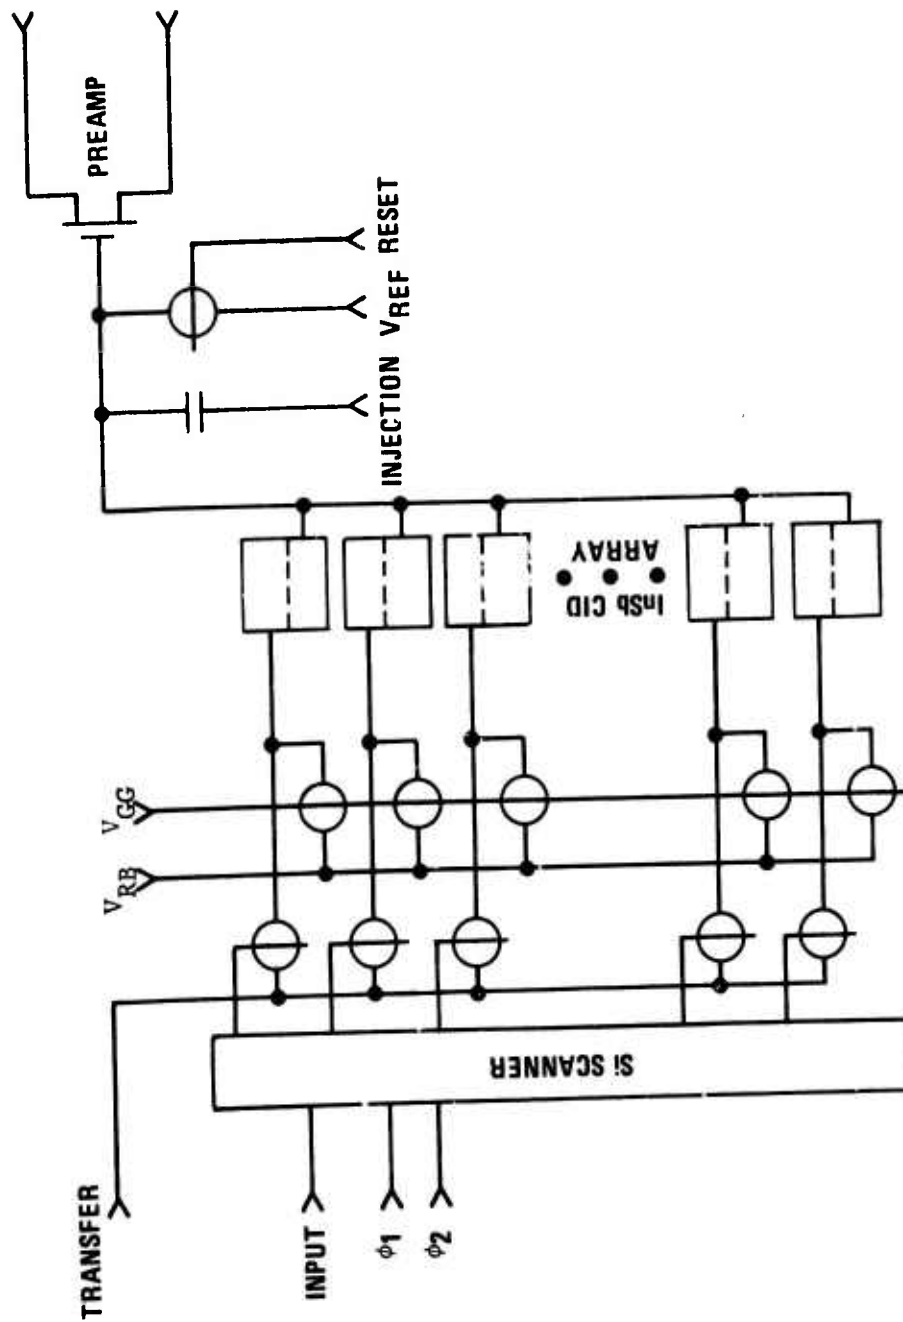 PREAMP
RESET
VREF
INJECTION
InSb CID
ARRAY
VGG
VRB
Si SCANNER
TRANSFER
INPUT
ϕ1
ϕ2